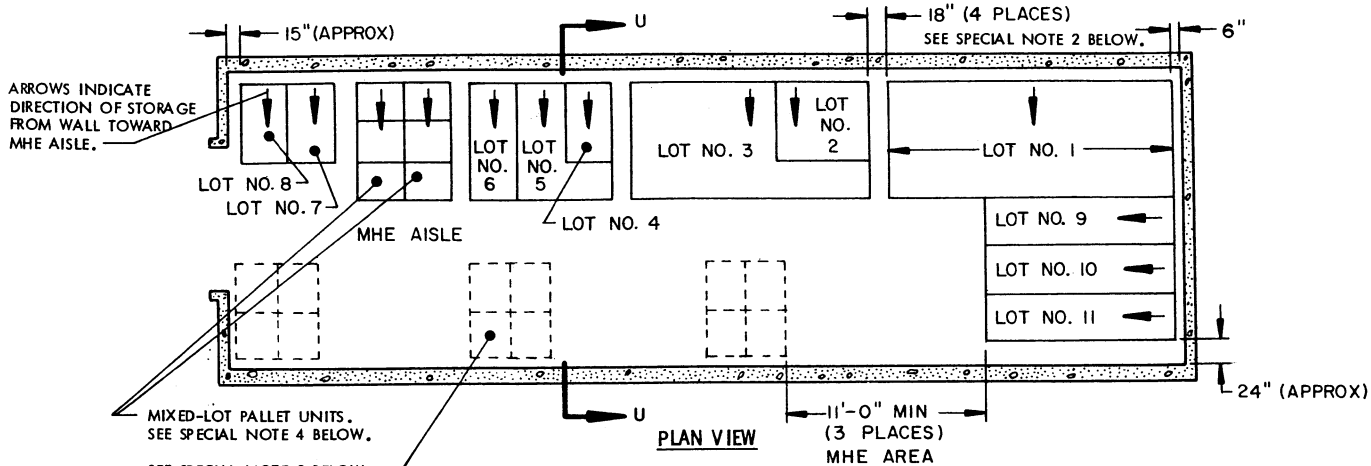 15" (APPROX)
U
18" (4 PLACES)
SEE SPECIAL NOTE 2 BELOW.
6"
ARROWS INDICATE
DIRECTION OF STORAGE
FROM WALL TOWARD
MHE AISLE.
LOT NO. 8
LOT NO. 7
MHE AISLE
LOT
NO.
6
LOT
NO.
5
LOT NO. 4
LOT NO. 3
LOT
NO.
2
LOT NO. 1
LOT NO. 9
LOT NO. 10
LOT NO. 11
24" (APPROX)
MIXED-LOT PALLET UNITS.
SEE SPECIAL NOTE 4 BELOW.
U
PLAN VIEW
11'-0" MIN
(3 PLACES)
MHE AREA